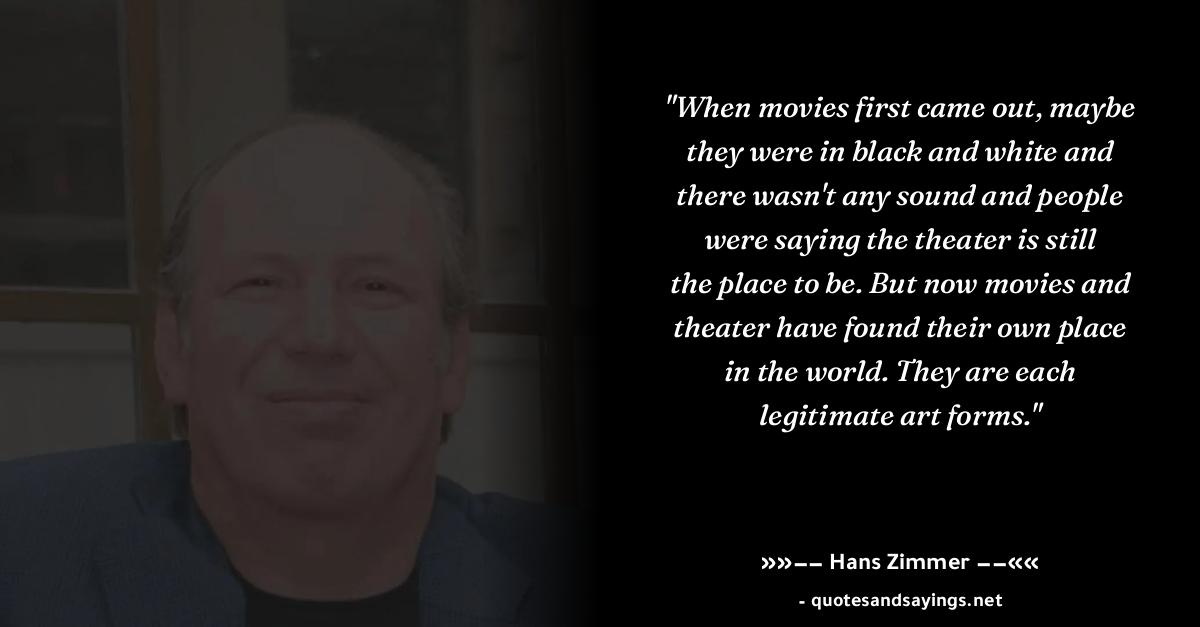 "When movies first came out, maybe
they were in black and white and
there wasn't any sound and people
were saying the theater is still
the place to be. But now movies and
theater have found their own place
in the world. They are each
legitimate art forms."
»»−− Hans Zimmer −−««
- quotesandsayings.net